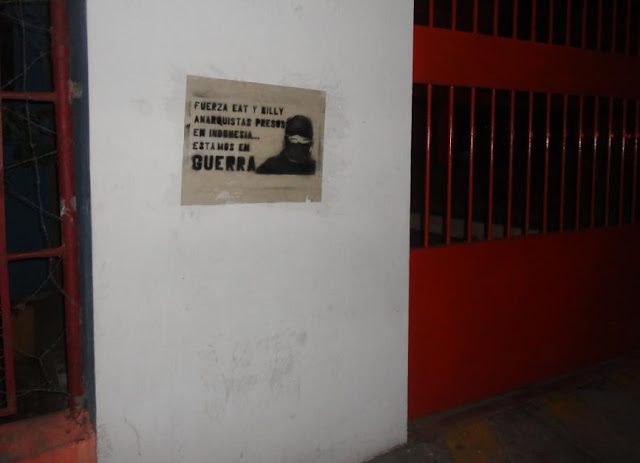 FUERZA EAT Y BILLY
ANARQUISTAS PRESOS
EN INDONESIA...
ESTAMOS EN
GUERRA